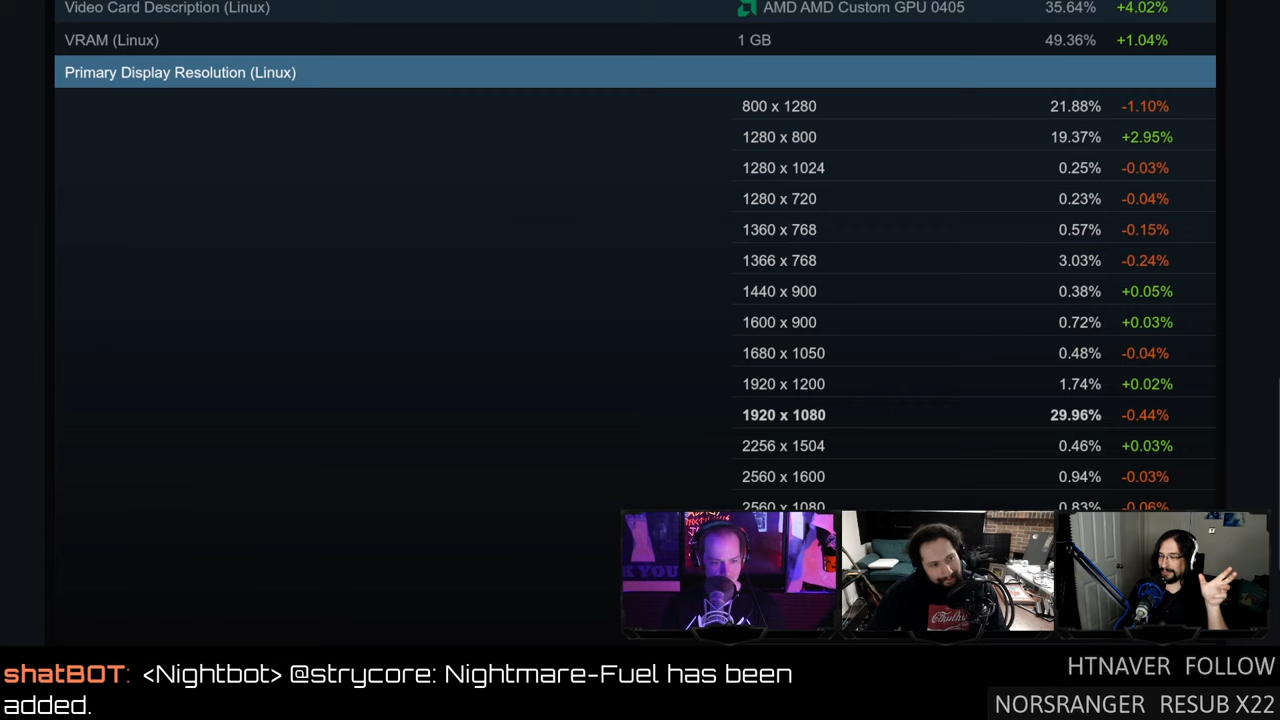 Video Card Description (Linux) AMD AMD Custom GPU 0405 35.64% +4.02%
VRAM (Linux) 1 GB 49.36% +1.04%
Primary Display Resolution (Linux)
800 x 1280 21.88% -1.10%
1280 x 800 19.37% +2.95%
1280 x 1024 0.25% -0.03%
1280 x 720 0.23% -0.04%
1360 x 768 0.57% -0.15%
1366 x 768 3.03% -0.24%
1440 x 900 0.38% +0.05%
1600 x 900 0.72% +0.03%
1680 x 1050 0.48% -0.04%
1920 x 1200 1.74% +0.02%
1920 x 1080 29.96% -0.44%
2256 x 1504 0.46% +0.03%
2560 x 1600 0.94% -0.03%
2560 x 1080 0.83% -0.06%
shatBOT: <Nightbot> @strycore: Nightmare-Fuel has been
added.
HTNAVER FOLLOW
NORSRANGER RESUB X22